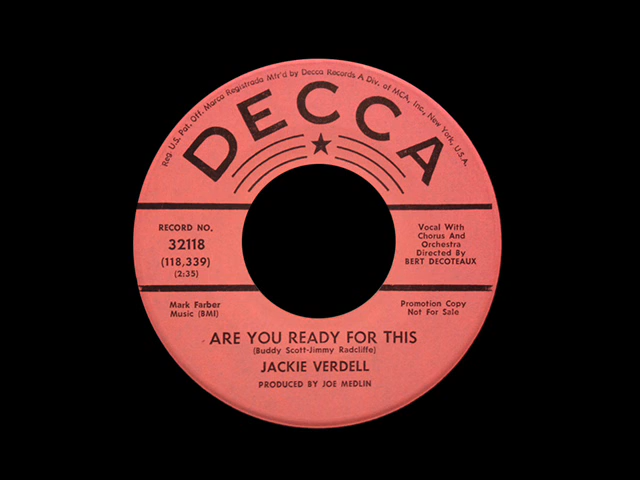 Reg. U.S. Pat. Off. Marca Registrada Mfr'd by Decca Records A Div. of MCA, Inc., New York, U.S.A.
DECCA
RECORD NO.
32118
(118,339)
(2:35)
Vocal With
Chorus And
Orchestra
Directed By
BERT DECOTEAUX
Mark Farber
Music (BMI)
Promotion Copy
Not For Sale
ARE YOU READY FOR THIS
(Buddy Scott-Jimmy Radcliffe)
JACKIE VERDELL
PRODUCED BY JOE MEDLIN